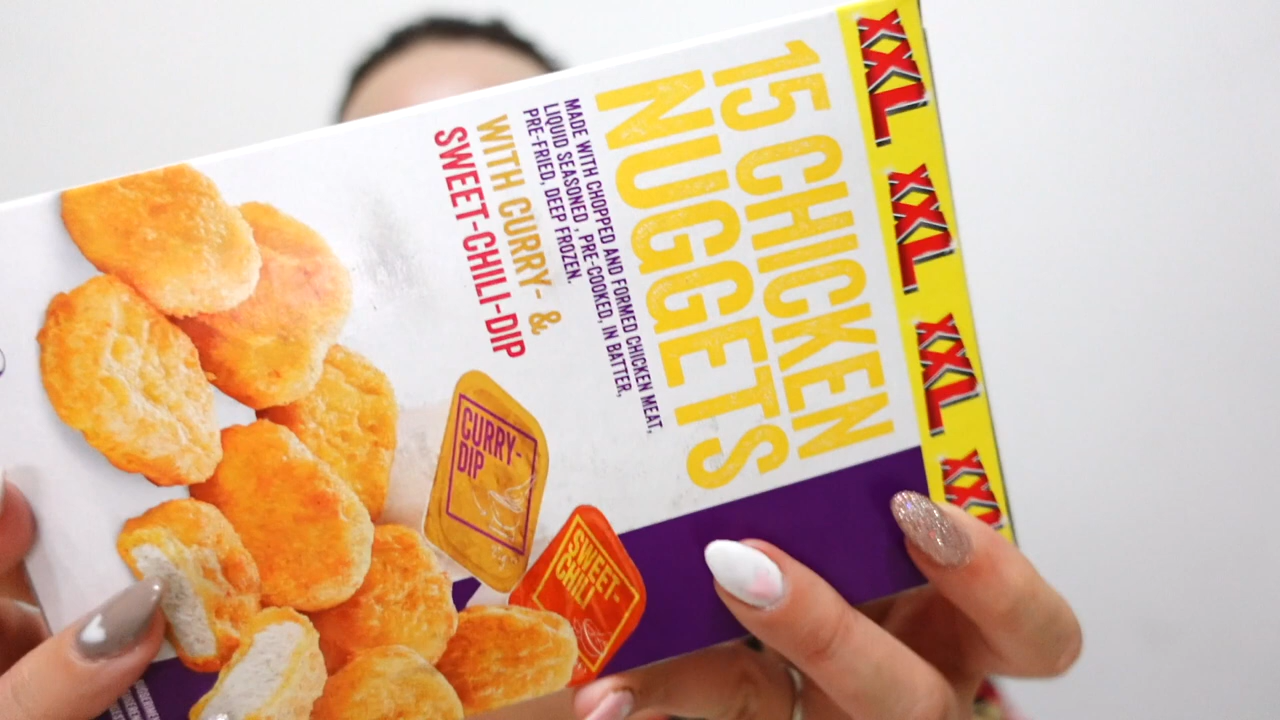 XXL XXL XXL XXL
15 CHICKEN
NUGGETS
MADE WITH CHOPPED AND FORMED CHICKEN MEAT,
LIQUID SEASONED, PRE-COOKED, IN BATTER,
PRE-FRIED, DEEP FROZEN.
WITH CURRY- &
SWEET-CHILI-DIP
CURRY-
DIP
SWEET-
CHILI